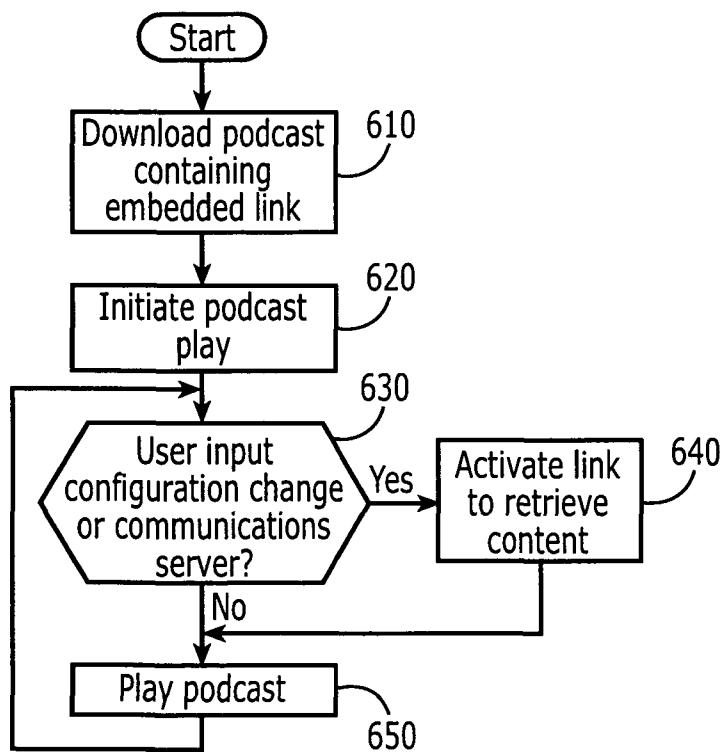 Start
Download podcast
containing
embedded link
610
Initiate podcast
play
620
User input
configuration change
or communications
server?
630
Yes
Activate link
to retrieve
content
640
No
Play podcast
650